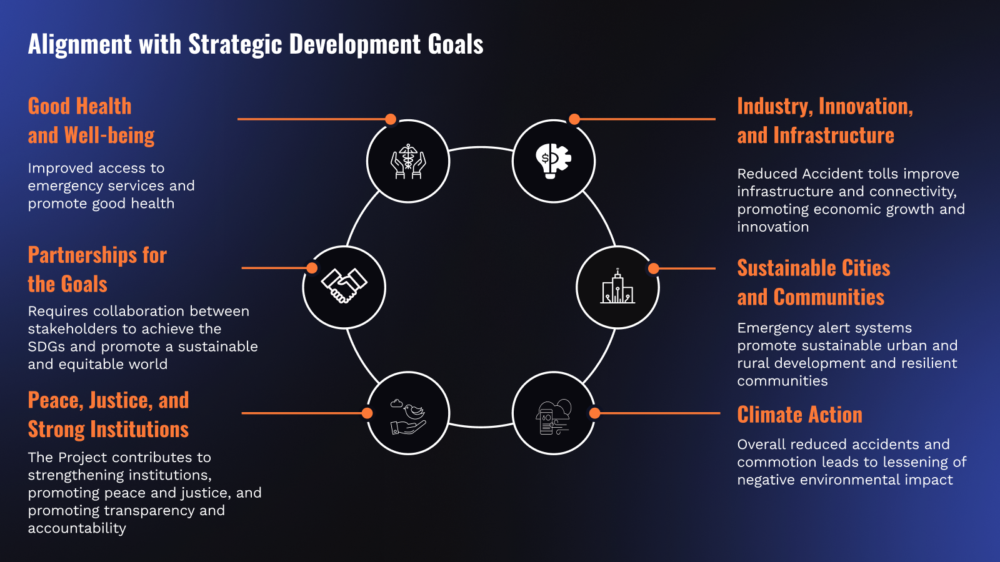 Alignment with Strategic Development Goals
Good Health
and Well-being
Improved access to
emergency services and
promote good health
Partnerships for
the Goals
Requires collaboration between
stakeholders to achieve the
SDGs and promote a sustainable
and equitable world
Peace, Justice, and
Strong Institutions
The Project contributes to
strengthening institutions,
promoting peace and justice, and
promoting transparency and
accountability
$
Industry, Innovation,
and Infrastructure
Reduced Accident tolls improve
infrastructure and connectivity,
promoting economic growth and
innovation
Sustainable Cities
and Communities
Emergency alert systems
promote sustainable urban and
rural development and resilient
communities
Climate Action
Overall reduced accidents and
commotion leads to lessening of
negative environmental impact